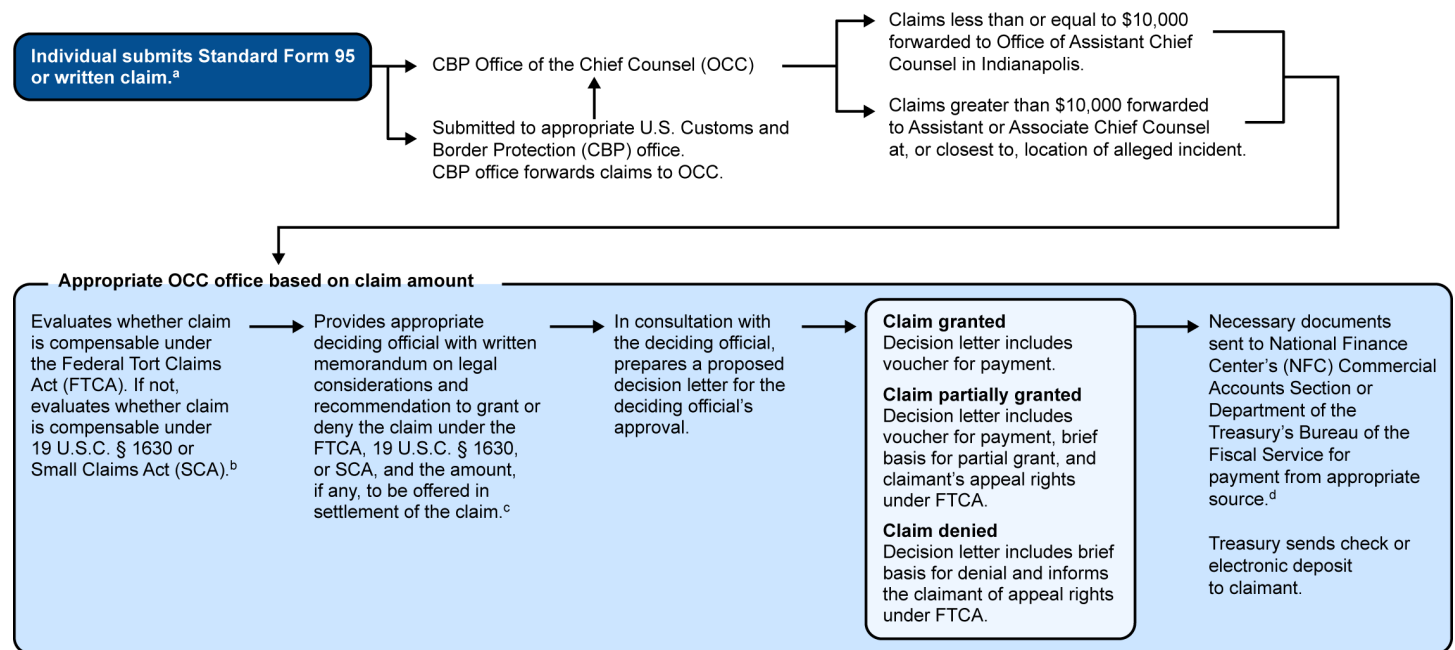 Individual submits Standard Form 95
or written claim.a
CBP Office of the Chief Counsel (OCC)
Submitted to appropriate U.S. Customs and
Border Protection (CBP) office.
CBP office forwards claims to OCC.
Claims less than or equal to $10,000
forwarded to Office of Assistant Chief
Counsel in Indianapolis.
Claims greater than $10,000 forwarded
to Assistant or Associate Chief Counsel
at, or closest to, location of alleged incident.
Appropriate OCC office based on claim amount
Evaluates whether claim
is compensable under
the Federal Tort Claims
Act (FTCA). If not,
evaluates whether claim
is compensable under
19 U.S.C. § 1630 or
Small Claims Act (SCA).b
Provides appropriate
deciding official with written
memorandum on legal
considerations and
recommendation to grant or
deny the claim under the
FTCA, 19 U.S.C. § 1630,
or SCA, and the amount,
if any, to be offered in
settlement of the claim.c
In consultation with
the deciding official,
prepares a proposed
decision letter for the
deciding official's
approval.
Claim granted
Decision letter includes
voucher for payment.
Claim partially granted
Decision letter includes
voucher for payment, brief
basis for partial grant, and
claimant's appeal rights
under FTCA.
Claim denied
Decision letter includes brief
basis for denial and informs
the claimant of appeal rights
under FTCA.
Necessary documents
sent to National Finance
Center's (NFC) Commercial
Accounts Section or
Department of the
Treasury's Bureau of the
Fiscal Service for
payment from appropriate
source.d
Treasury sends check or
electronic deposit
to claimant.